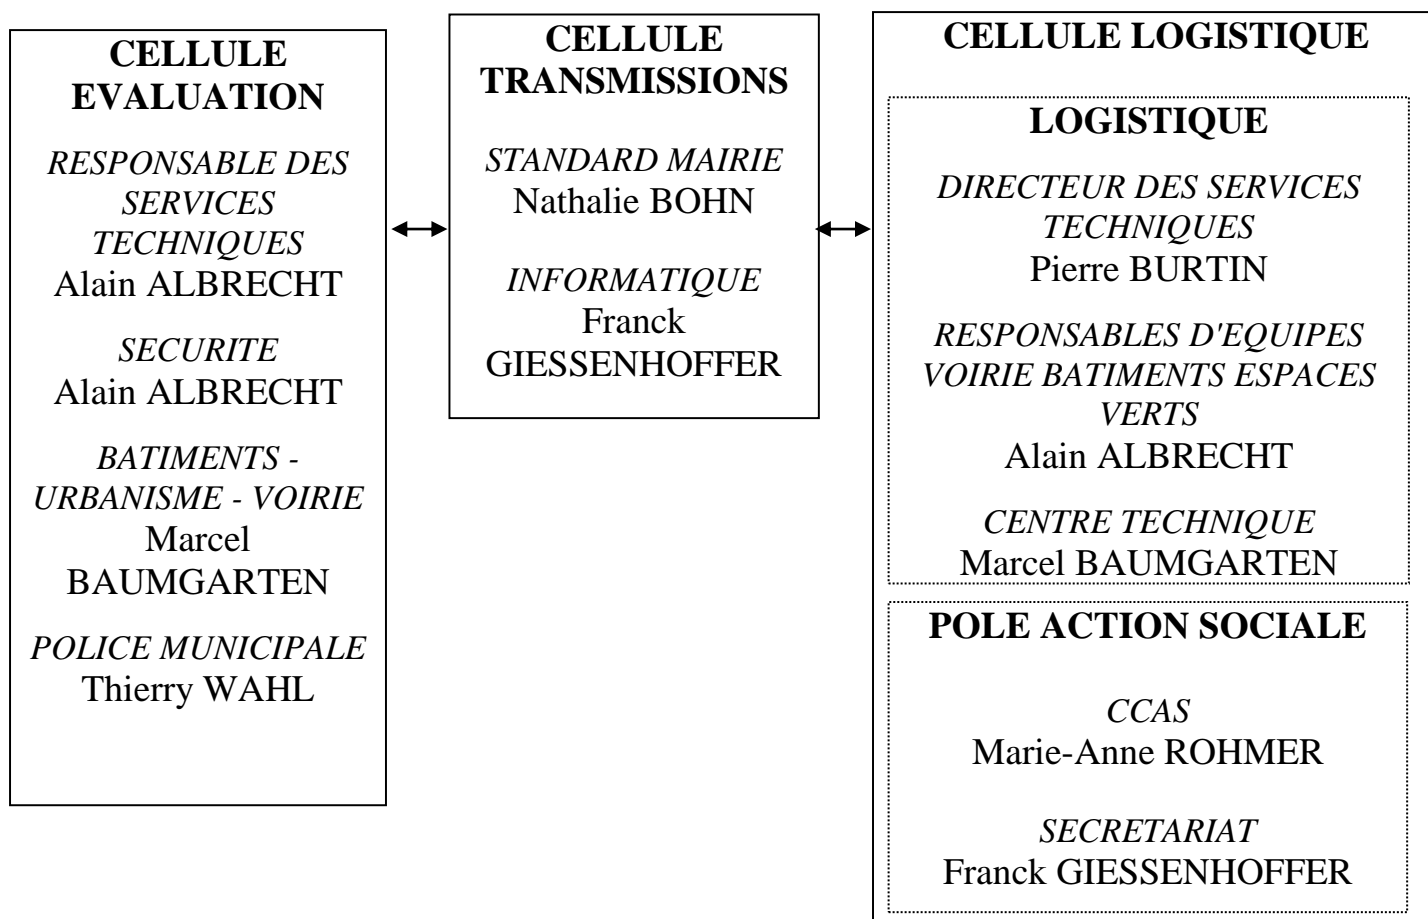 CELLULE
EVALUATION
RESPONSABLE DES
SERVICES
TECHNIQUES
Alain ALBRECHT
SECURITE
Alain ALBRECHT
BATIMENTS -
URBANISME - VOIRIE
Marcel
BAUMGARTEN
POLICE MUNICIPALE
Thierry WAHL
CELLULE
TRANSMISSIONS
STANDARD MAIRIE
Nathalie BOHN
INFORMATIQUE
Franck
GIESSENHOFFER
CELLULE LOGISTIQUE
LOGISTIQUE
DIRECTEUR DES SERVICES
TECHNIQUES
Pierre BURTIN
RESPONSABLES D'EQUIPES
VOIRIE BATIMENTS ESPACES
VERTS
Alain ALBRECHT
CENTRE TECHNIQUE
Marcel BAUMGARTEN
POLE ACTION SOCIALE
CCAS
Marie-Anne ROHMER
SECRETARIAT
Franck GIESSENHOFFER